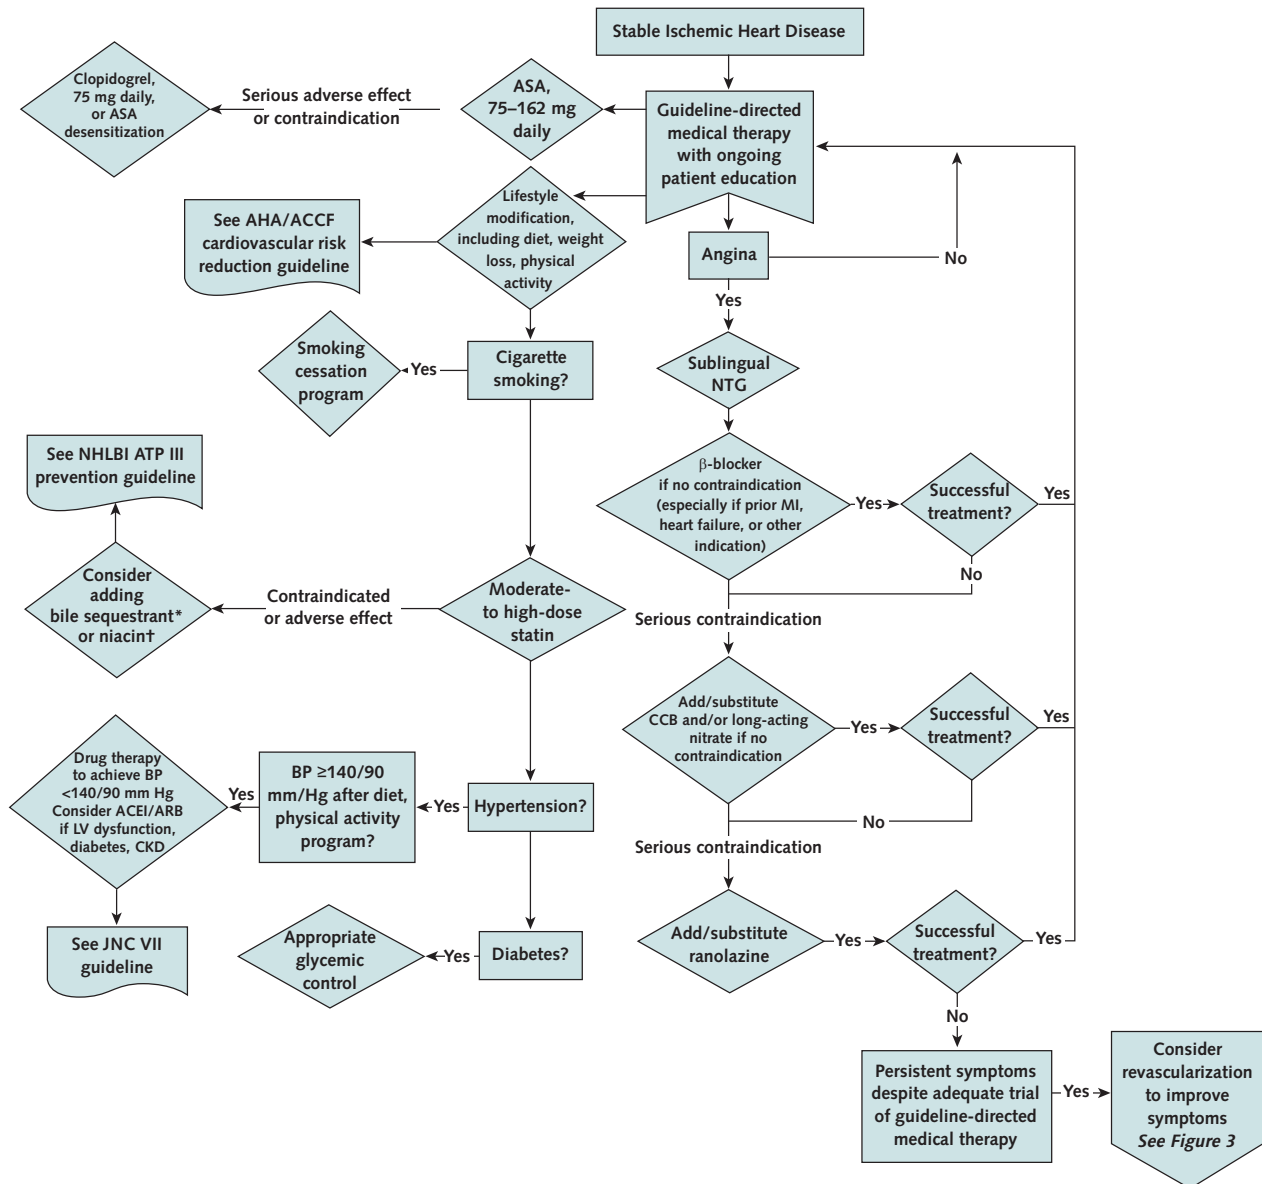 Stable Ischemic Heart Disease
Guideline-directed
medical therapy
with ongoing
patient education
ASA,
75–162 mg
daily
Serious adverse effect
or contraindication
Clopidogrel,
75 mg daily,
or ASA
desensitization
Lifestyle
modification,
including diet, weight
loss, physical
activity
See AHA/ACCF
cardiovascular risk
reduction guideline
Cigarette
smoking?
Yes
Smoking
cessation
program
Moderate-
to high-dose
statin
Contraindicated
or adverse effect
Consider
adding
bile sequestrant*
or niacin†
See NHLBI ATP III
prevention guideline
Hypertension?
Yes
BP ≥140/90
mm/Hg after diet,
physical activity
program?
Yes
Drug therapy
to achieve BP
<140/90 mm Hg
Consider ACEI/ARB
if LV dysfunction,
diabetes, CKD
See JNC VII
guideline
Diabetes?
Yes
Appropriate
glycemic
control
Angina
No
Yes
Sublingual
NTG
β-blocker
if no contraindication
(especially if prior MI,
heart failure, or other
indication)
Yes
Successful
treatment?
Yes
No
Serious contraindication
Add/substitute
CCB and/or long-acting
nitrate if no
contraindication
Yes
Successful
treatment?
Yes
No
Serious contraindication
Add/substitute
ranolazine
Yes
Successful
treatment?
Yes
No
Persistent symptoms
despite adequate trial
of guideline-directed
medical therapy
Yes
Consider
revascularization
to improve
symptoms
See Figure 3